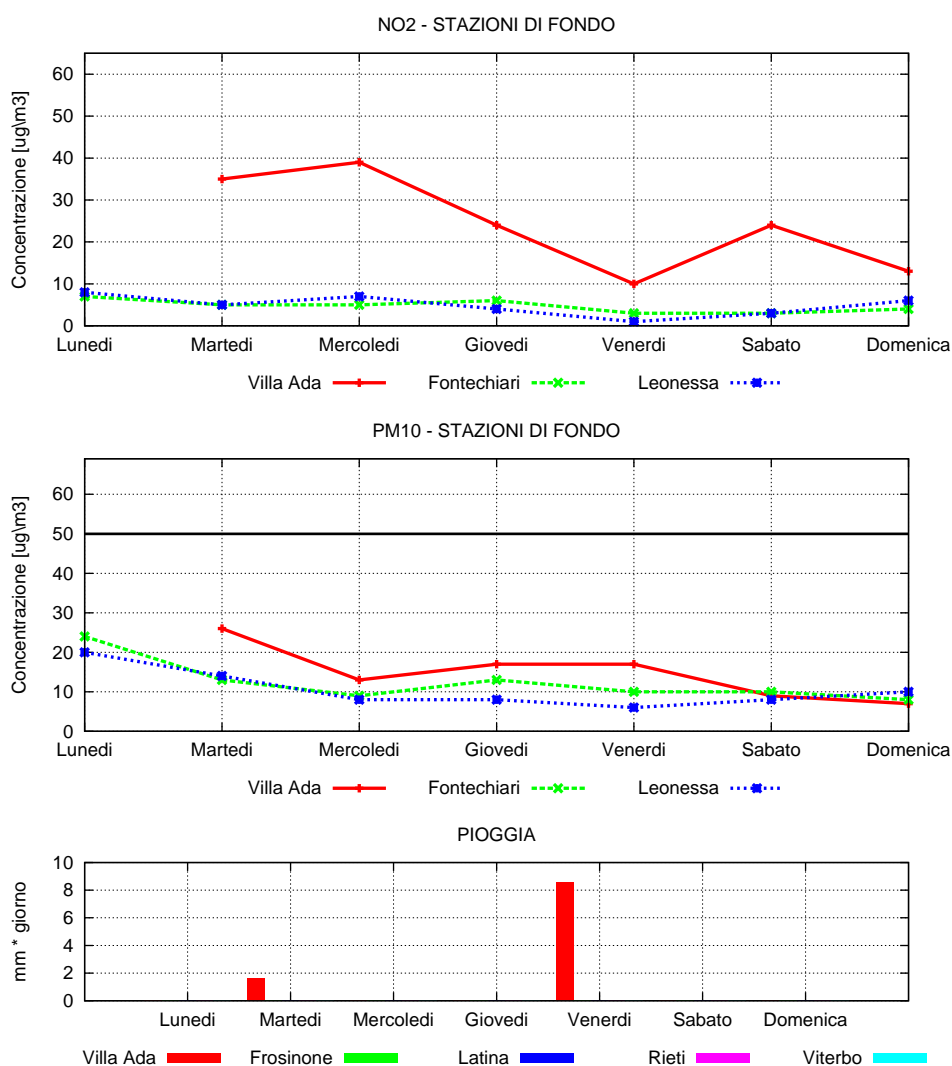 NO2 - STAZIONI DI FONDO
Concentrazione [ug\m3]
60
50
40
30
20
10
0
Lunedi Martedi Mercoledi Giovedi Venerdi Sabato Domenica
Villa Ada Fontechiari Leonessa
PM10 - STAZIONI DI FONDO
Concentrazione [ug\m3]
60
50
40
30
20
10
0
Lunedi Martedi Mercoledi Giovedi Venerdi Sabato Domenica
Villa Ada Fontechiari Leonessa
PIOGGIA
mm * giorno
10
8
6
4
2
0
Lunedi Martedi Mercoledi Giovedi Venerdi Sabato Domenica
Villa Ada Frosinone Latina Rieti Viterbo